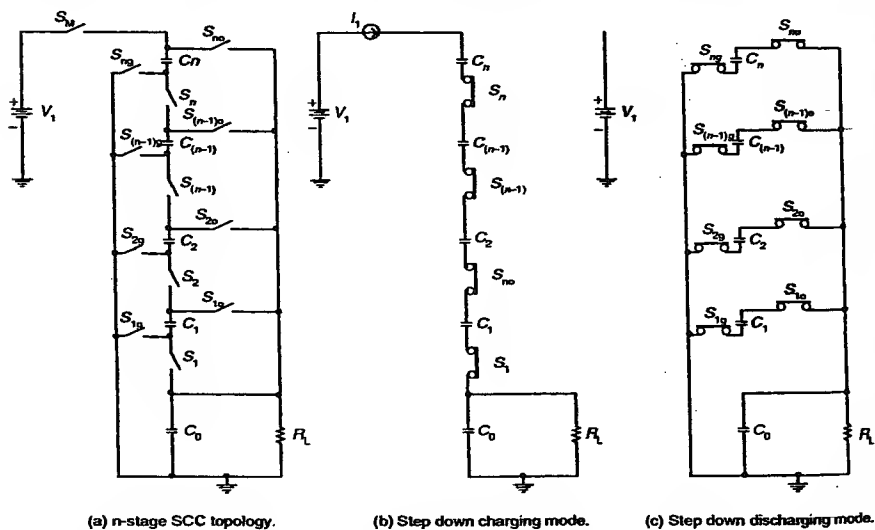 S_M
S_no
S_ng
Cn
S_n
+
V_1
−
S_(n-1)o
S_(n-1)g
C_(n-1)
S_(n-1)
S_2o
S_2g
C_2
S_2
S_1o
S_1g
C_1
S_1
C_0
R_L
(a) n-stage SCC topology.
I_1
+
V_1
−
C_n
S_n
C_(n-1)
S_(n-1)
C_2
S_no
C_1
S_1
C_0
R_L
(b) Step down charging mode.
+
V_1
−
S_no
S_ng
C_n
S_(n-1)o
S_(n-1)g
C_(n-1)
S_2o
S_2g
C_2
S_1o
S_1g
C_1
C_0
R_L
(c) Step down discharging mode.